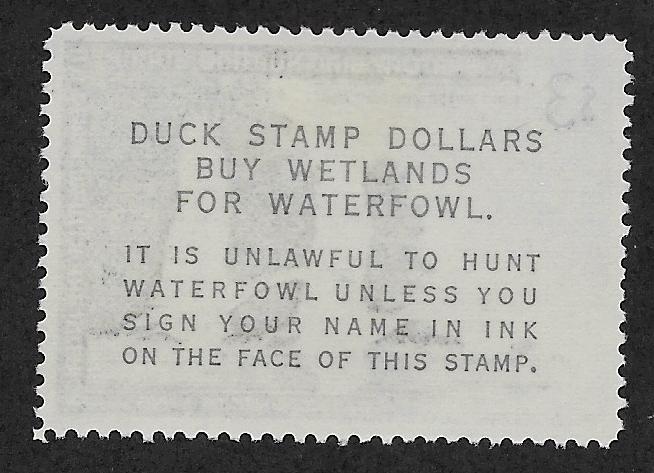 DUCK STAMP DOLLARS
BUY WETLANDS
FOR WATERFOWL.
IT IS UNLAWFUL TO HUNT
WATERFOWL UNLESS YOU
SIGN YOUR NAME IN INK
ON THE FACE OF THIS STAMP.